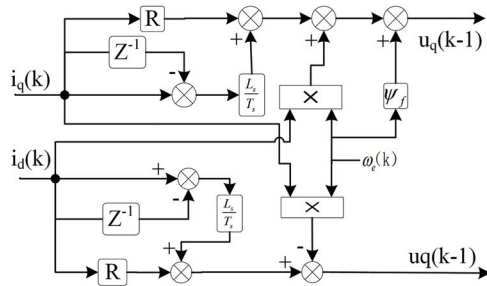 R
+
+
+
u_q(k-1)
Z^{-1}
-
L_s
T_s
i_q(k)
×
ψ_f
i_d(k)
ω_e(k)
+
-
L_s
T_s
Z^{-1}
×
+
-
R
+
+
uq(k-1)